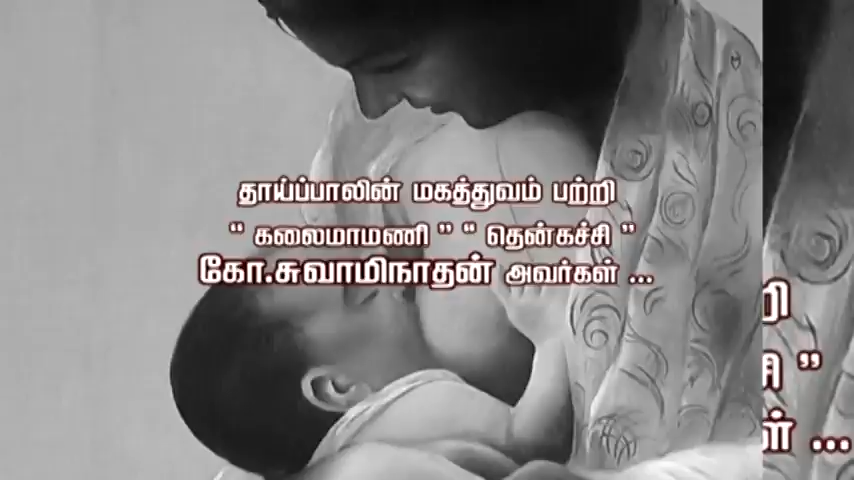 தாய்ப்பாலின் மகத்துவம் பற்றி
“ கலைமாமணி ” “ தென்கச்சி ”
கோ.சுவாமிநாதன் அவர்கள் ...
றி
சி ”
ள் ...